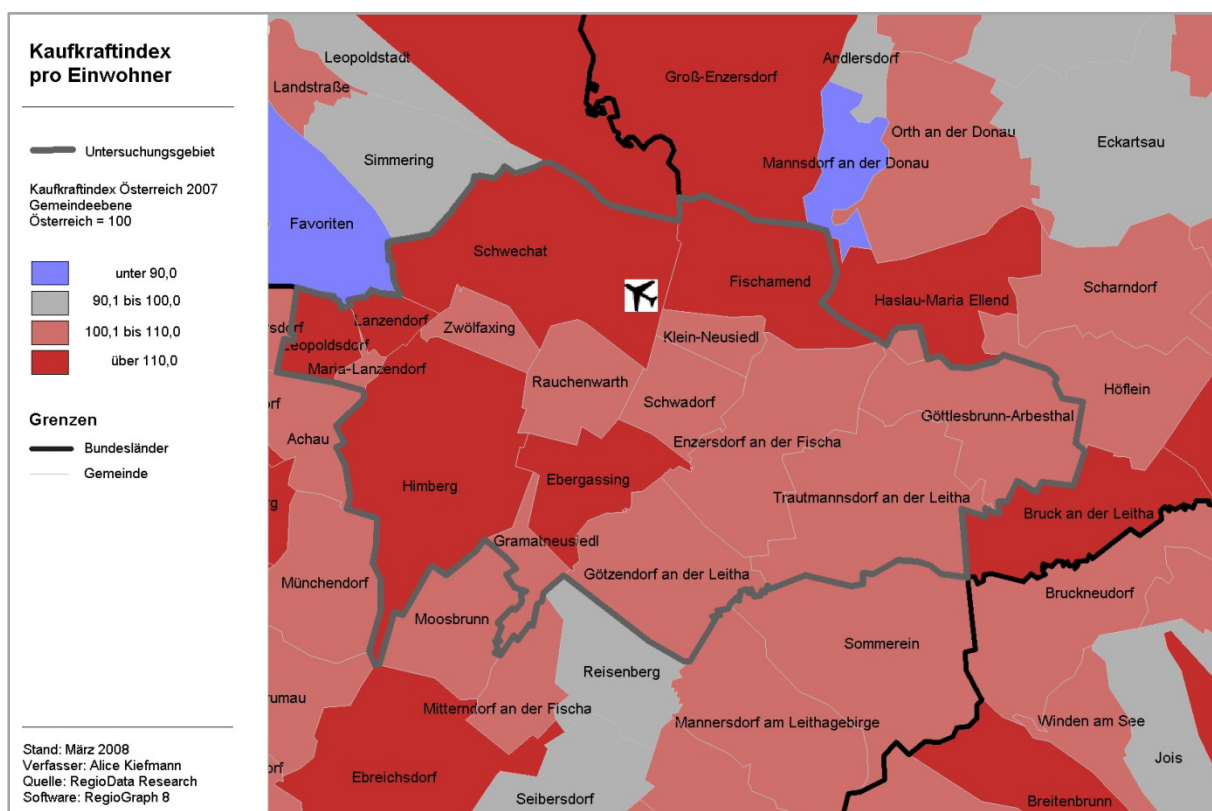 Kaufkraftindex
pro Einwohner
Untersuchungsgebiet
Kaufkraftindex Österreich 2007
Gemeindeebene
Österreich = 100
unter 90,0
90,1 bis 100,0
100,1 bis 110,0
über 110,0
Grenzen
Bundesländer
Gemeinde
Stand: März 2008
Verfasser: Alice Kiefmann
Quelle: RegioData Research
Software: RegioGraph 8
Leopoldstadt
Landstraße
Groß-Enzersdorf
Andlersdorf
Orth an der Donau
Eckartsau
Simmering
Mannsdorf an der Donau
Favoriten
Schwechat
Fischamend
Haslau-Maria Ellend
Scharndorf
Lanzendorf
Zwölfaxing
Klein-Neusiedl
rsdorf
Leopoldsdorf
Maria-Lanzendorf
Rauchenwarth
Höflein
Schwadorf
orf
Göttlesbrunn-Arbesthal
Achau
Enzersdorf an der Fischa
Himberg
Ebergassing
Trautmannsdorf an der Leitha
rg
Bruck an der Leitha
Gramatneusiedl
Münchendorf
Götzendorf an der Leitha
Bruckneudorf
Moosbrunn
Sommerein
Reisenberg
rumau
Mitterndorf an der Fischa
Mannersdorf am Leithagebirge
Winden am See
Jois
orf
Ebreichsdorf
Seibersdorf
Breitenbrunn